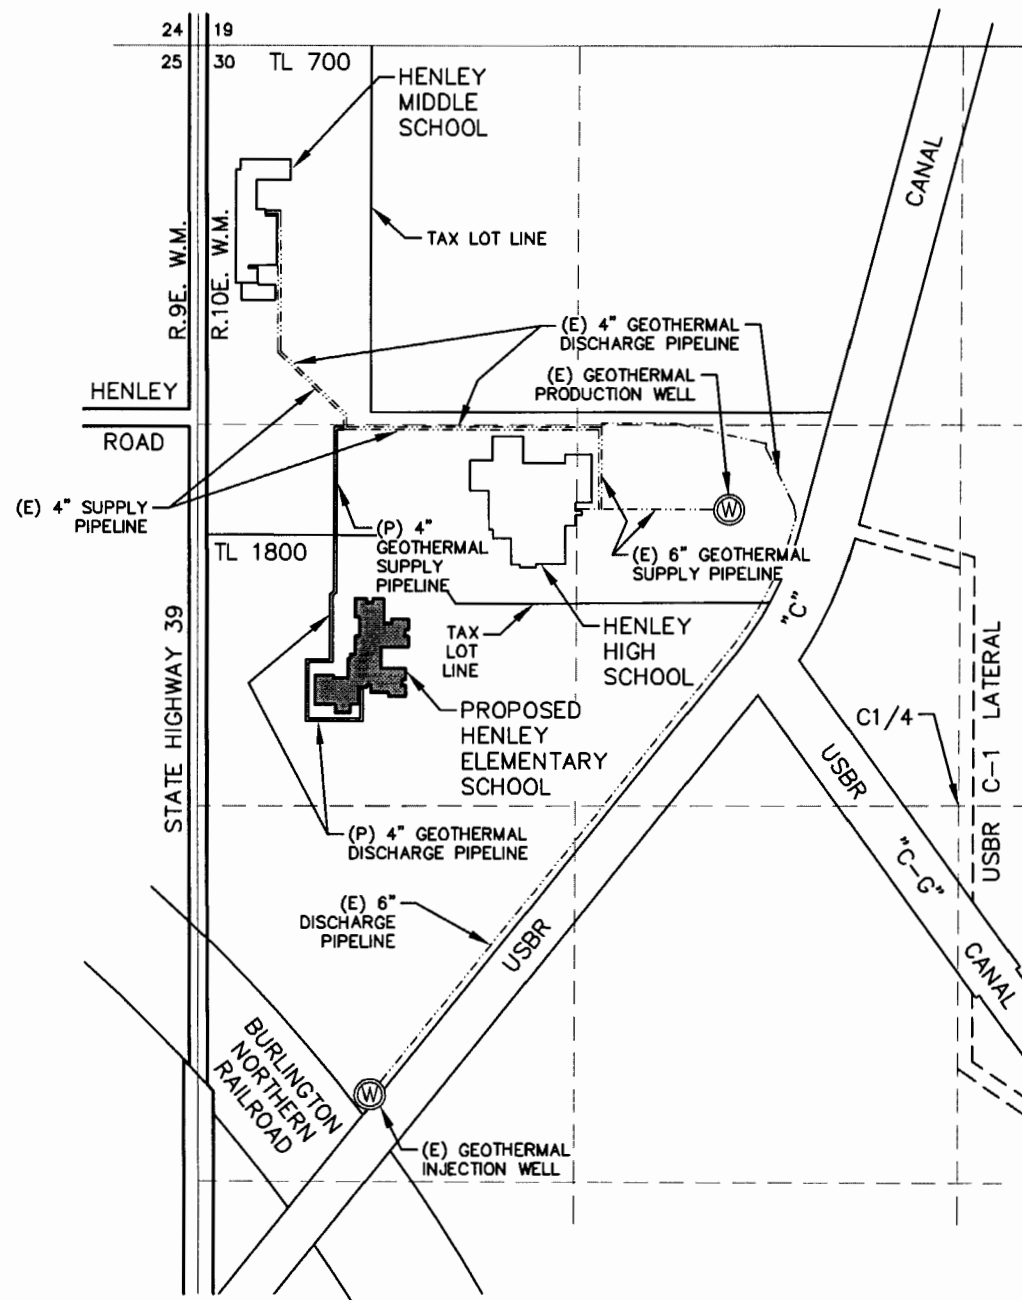 24 19
25 30
TL 700
HENLEY
MIDDLE
SCHOOL
CANAL
R.9E. W.M.
R.10E. W.M.
TAX LOT LINE
(E) 4" GEOTHERMAL
DISCHARGE PIPELINE
(E) GEOTHERMAL
PRODUCTION WELL
HENLEY
ROAD
(E) 4" SUPPLY
PIPELINE
W
(P) 4"
GEOTHERMAL
SUPPLY
PIPELINE
TL 1800
(E) 6" GEOTHERMAL
SUPPLY PIPELINE
"C"
TAX
LOT
LINE
HENLEY
HIGH
SCHOOL
STATE HIGHWAY 39
PROPOSED
HENLEY
ELEMENTARY
SCHOOL
C1/4
USBR C-1 LATERAL
USBR
"C-G"
CANAL
(P) 4" GEOTHERMAL
DISCHARGE PIPELINE
(E) 6"
DISCHARGE
PIPELINE
USBR
BURLINGTON
NORTHERN
RAILROAD
W
(E) GEOTHERMAL
INJECTION WELL